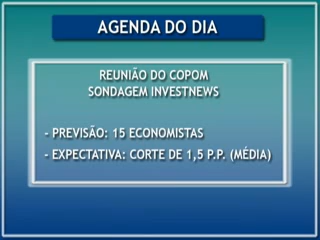 AGENDA DO DIA
REUNIÃO DO COPOM
SONDAGEM INVESTNEWS
- PREVISÃO: 15 ECONOMISTAS
- EXPECTATIVA: CORTE DE 1,5 P.P. (MÉDIA)